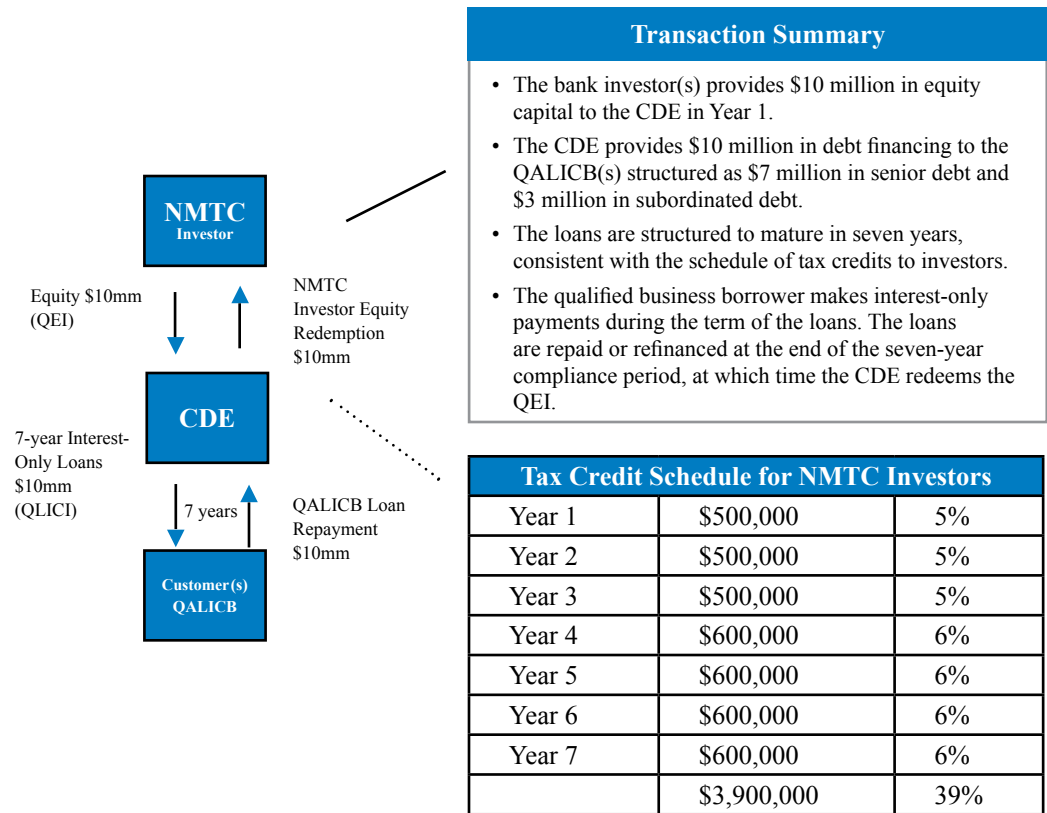 NMTC
Investor
Equity $10mm
(QEI)
NMTC
Investor Equity
Redemption
$10mm
CDE
7-year Interest-
Only Loans
$10mm
(QLICI)
7 years
QALICB Loan
Repayment
$10mm
Customer(s)
QALICB
Transaction Summary
• The bank investor(s) provides $10 million in equity
capital to the CDE in Year 1.
• The CDE provides $10 million in debt financing to the
QALICB(s) structured as $7 million in senior debt and
$3 million in subordinated debt.
• The loans are structured to mature in seven years,
consistent with the schedule of tax credits to investors.
• The qualified business borrower makes interest-only
payments during the term of the loans. The loans
are repaid or refinanced at the end of the seven-year
compliance period, at which time the CDE redeems the
QEI.
Tax Credit Schedule for NMTC Investors
Year 1 $500,000 5%
Year 2 $500,000 5%
Year 3 $500,000 5%
Year 4 $600,000 6%
Year 5 $600,000 6%
Year 6 $600,000 6%
Year 7 $600,000 6%
$3,900,000 39%